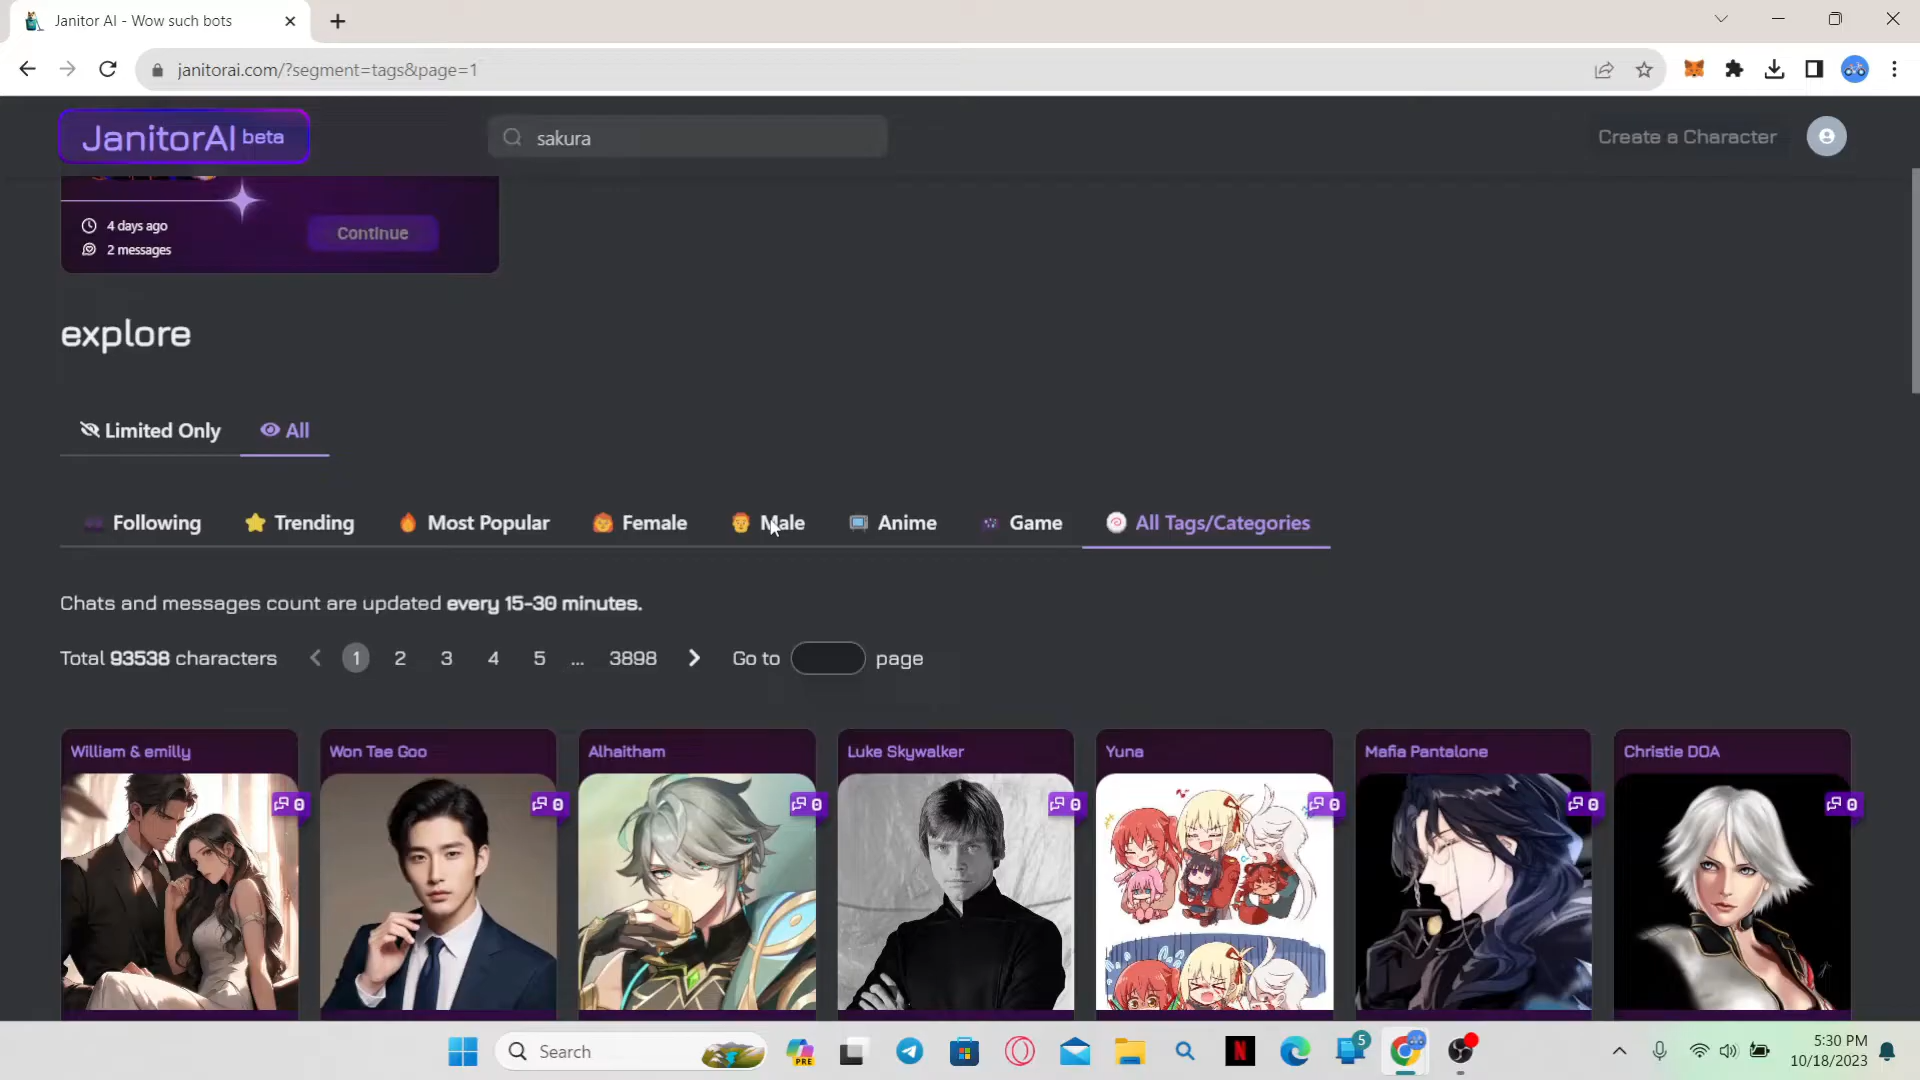 Janitor AI - Wow such bots
janitorai.com/?segment=tags&page=1
JanitorAI beta
sakura
Create a Character
4 days ago
2 messages
Continue
explore
Limited Only
All
Following
Trending
Most Popular
Female
Male
Anime
Game
All Tags/Categories
Chats and messages count are updated every 15-30 minutes.
Total 93538 characters
1 2 3 4 5 ... 3898
Go to page
William & emilly
Won Tae Goo
Alhaitham
Luke Skywalker
Yuna
Mafia Pantalone
Christie DOA
0
0
0
0
0
0
0
Search
PRE
N
5
5:30 PM
10/18/2023